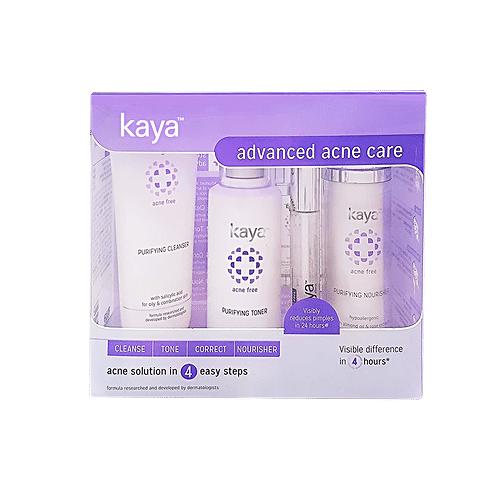 kaya™
advanced acne care
acne free
PURIFYING CLEANSER
with salicylic acid
for oily & combination skin
formula researched and
developed by dermatologists
kaya
acne free
PURIFYING TONER
Visibly
reduces pimples
in 24 hours#
kaya
acne free
PURIFYING NOURISHER
hypoallergenic
almond oil &
CLEANSE TONE CORRECT NOURISHER
acne solution in 4 easy steps
formula researched and developed by dermatologists
Visible difference
in 4 hours*